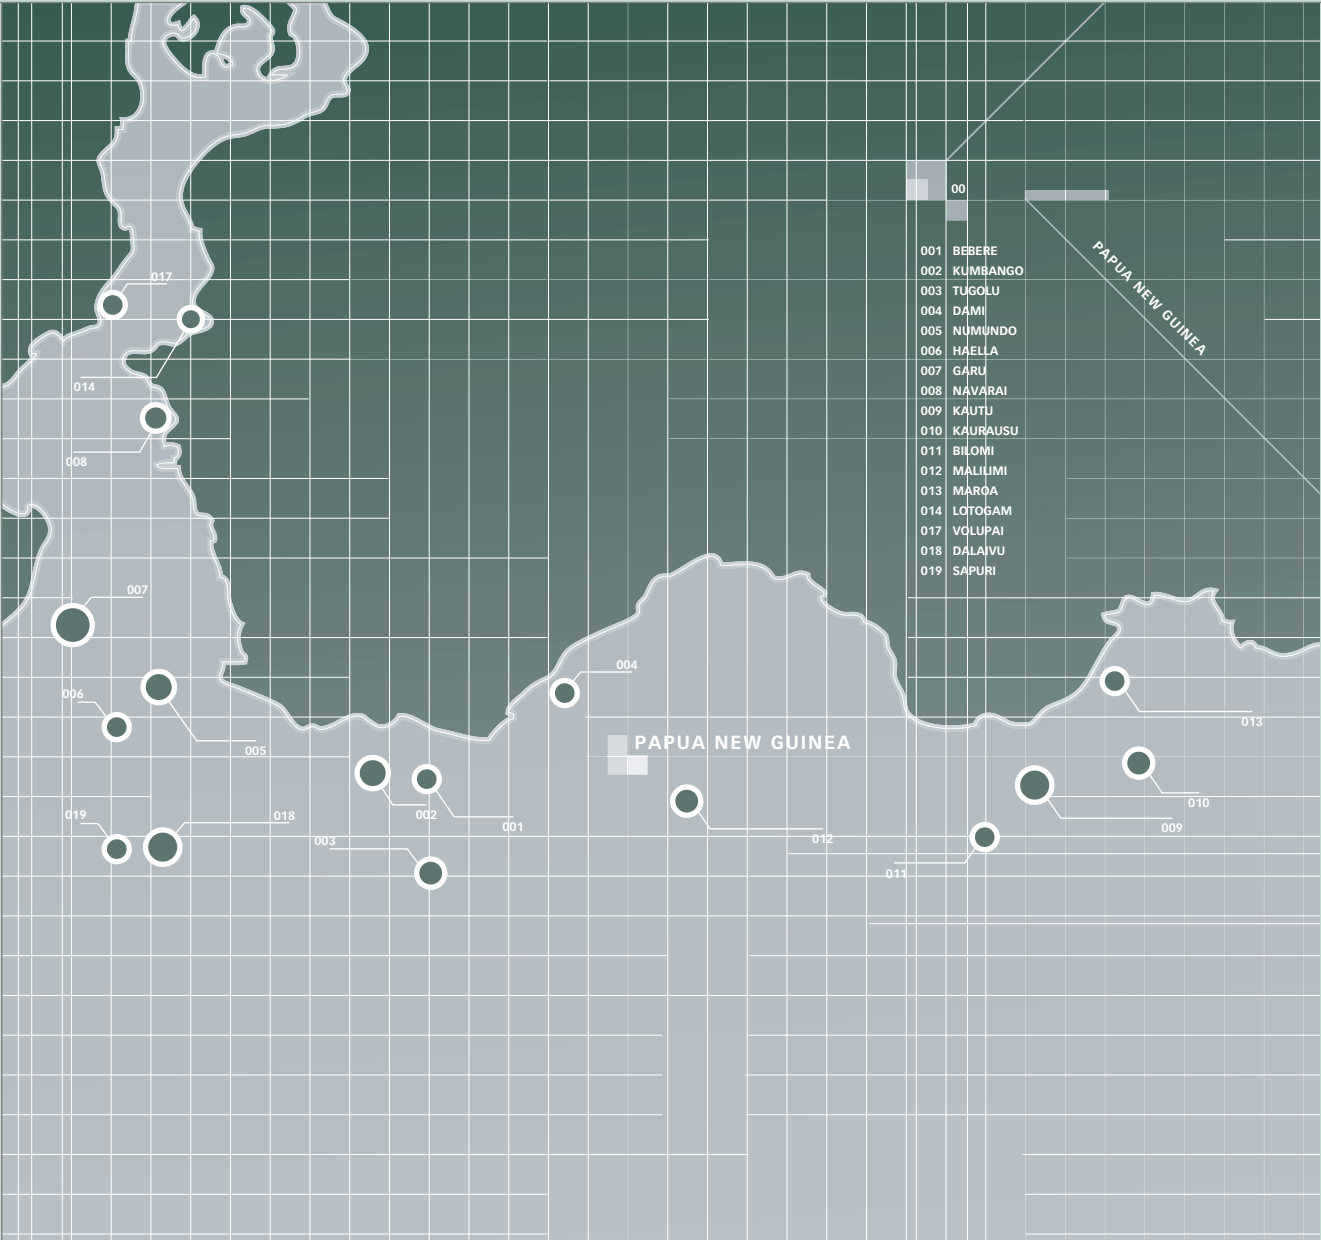 00
001 BEBERE
002 KUMBANGO
003 TUGOLU
004 DAMI
005 NUMUNDO
006 HAELLA
007 GARU
008 NAVARAI
009 KAUTU
010 KAURAUSU
011 BILOMI
012 MALILIMI
013 MAROA
014 LOTOGAM
017 VOLUPAI
018 DALAIVU
019 SAPURI
PAPUA NEW GUINEA
017
014
008
007
004
006
013
005
PAPUA NEW GUINEA
010
019
018
002
001
009
003
012
011